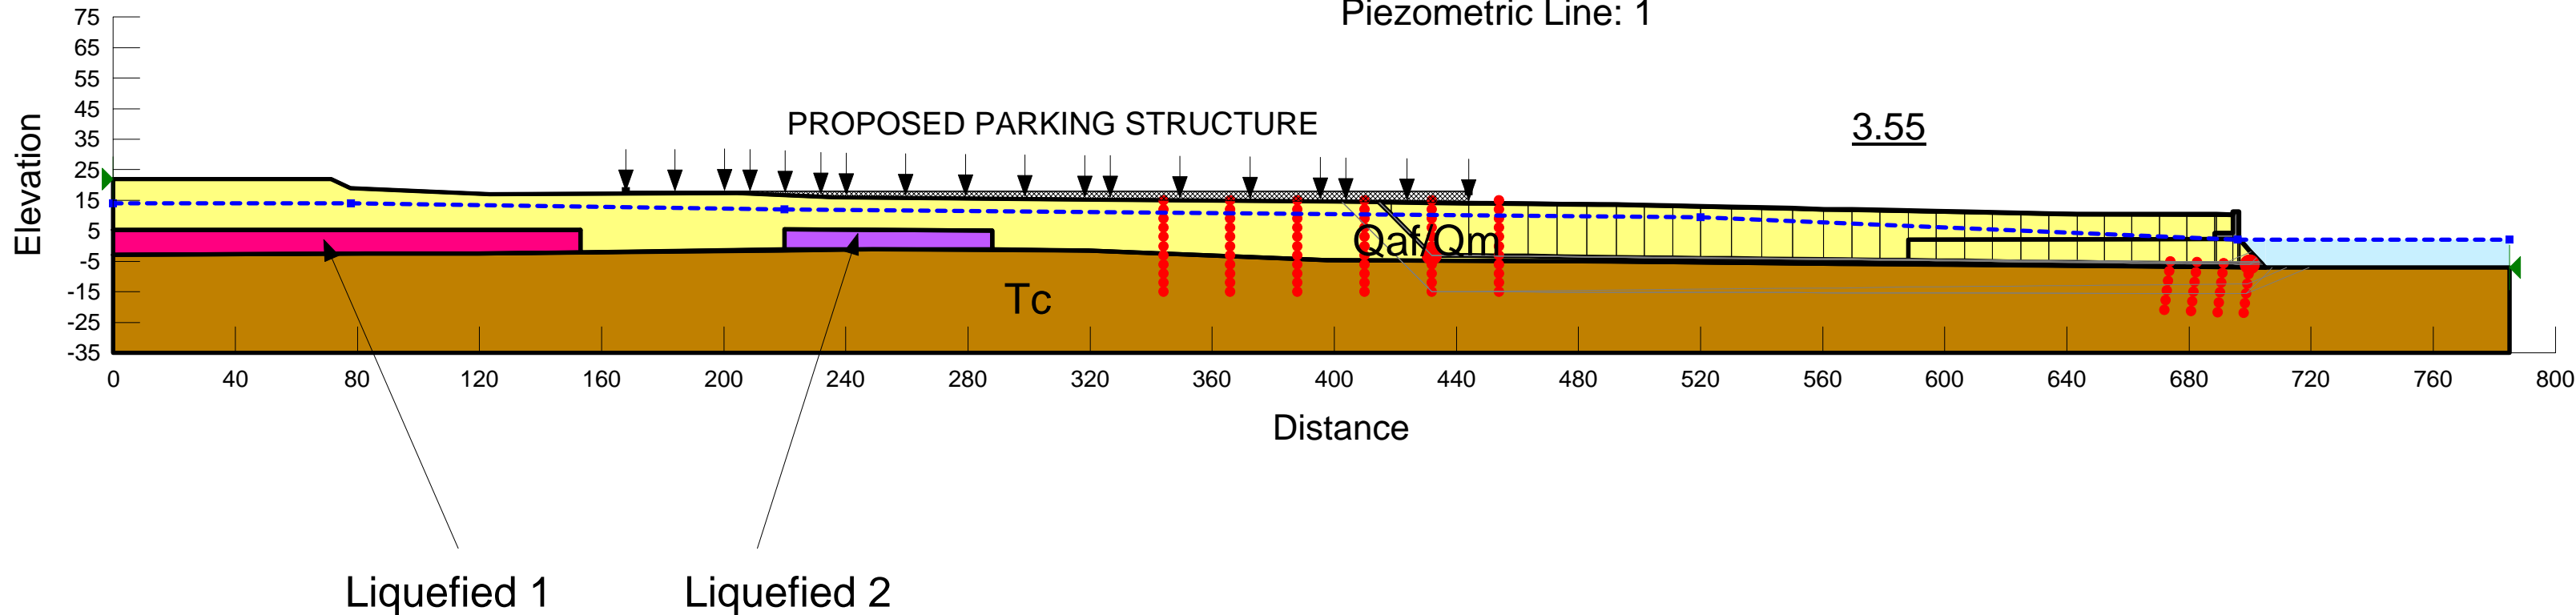 Piezometric Line: 1
75
65
55
45
35
25
15
5
-5
-15
-25
-35
Elevation
PROPOSED PARKING STRUCTURE
3.55
Qaf/Qm
Tc
0 40 80 120 160 200 240 280 320 360 400 440 480 520 560 600 640 680 720 760 800
Distance
Liquefied 1
Liquefied 2